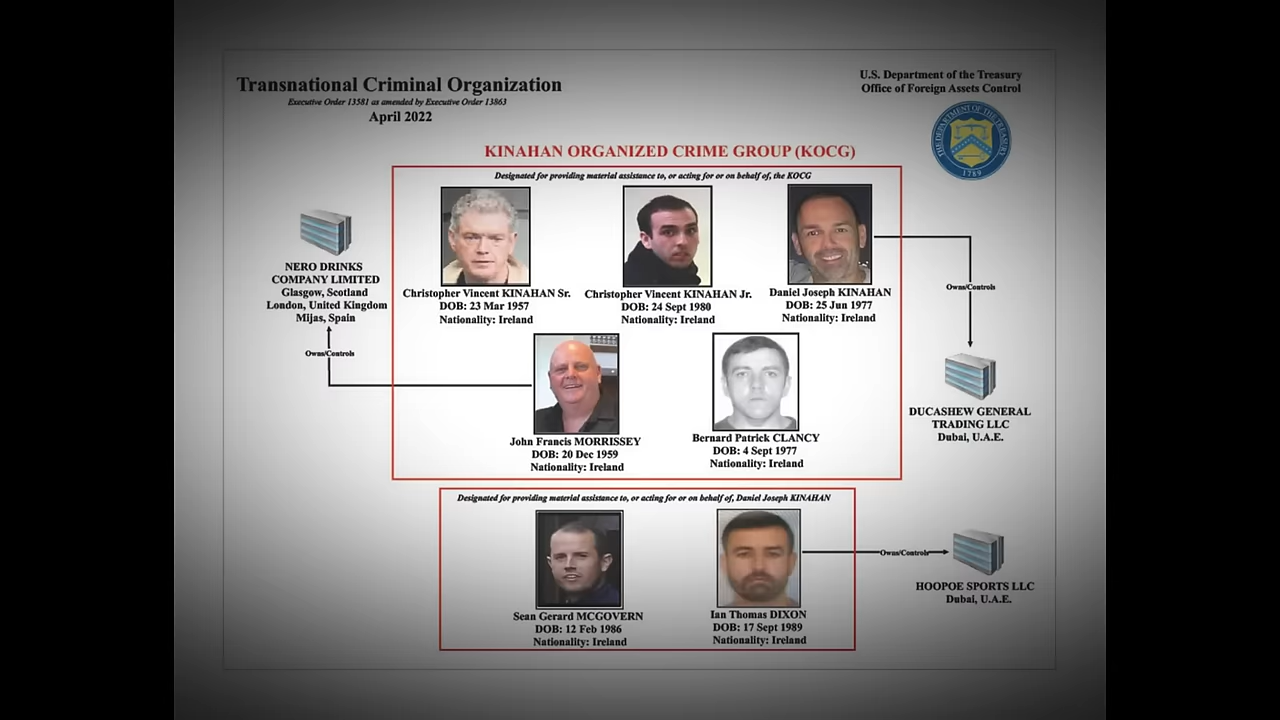 Transnational Criminal Organization
Executive Order 13581 as amended by Executive Order 13863
April 2022
U.S. Department of the Treasury
Office of Foreign Assets Control
THE DEPARTMENT OF THE TREASURY
1789
KINAHAN ORGANIZED CRIME GROUP (KOCG)
Designated for providing material assistance to, or acting for or on behalf of, the KOCG
NERO DRINKS
COMPANY LIMITED
Glasgow, Scotland
London, United Kingdom
Mijas, Spain
Owns/Controls
Christopher Vincent KINAHAN Sr.
DOB: 23 Mar 1957
Nationality: Ireland
Christopher Vincent KINAHAN Jr.
DOB: 24 Sept 1980
Nationality: Ireland
Daniel Joseph KINAHAN
DOB: 25 Jun 1977
Nationality: Ireland
Owns/Controls
DUCASHEW GENERAL
TRADING LLC
Dubai, U.A.E.
John Francis MORRISSEY
DOB: 20 Dec 1959
Nationality: Ireland
Bernard Patrick CLANCY
DOB: 4 Sept 1977
Nationality: Ireland
Designated for providing material assistance to, or acting for or on behalf of, Daniel Joseph KINAHAN
Sean Gerard MCGOVERN
DOB: 12 Feb 1986
Nationality: Ireland
Ian Thomas DIXON
DOB: 17 Sept 1989
Nationality: Ireland
Owns/Controls
HOOPOE SPORTS LLC
Dubai, U.A.E.